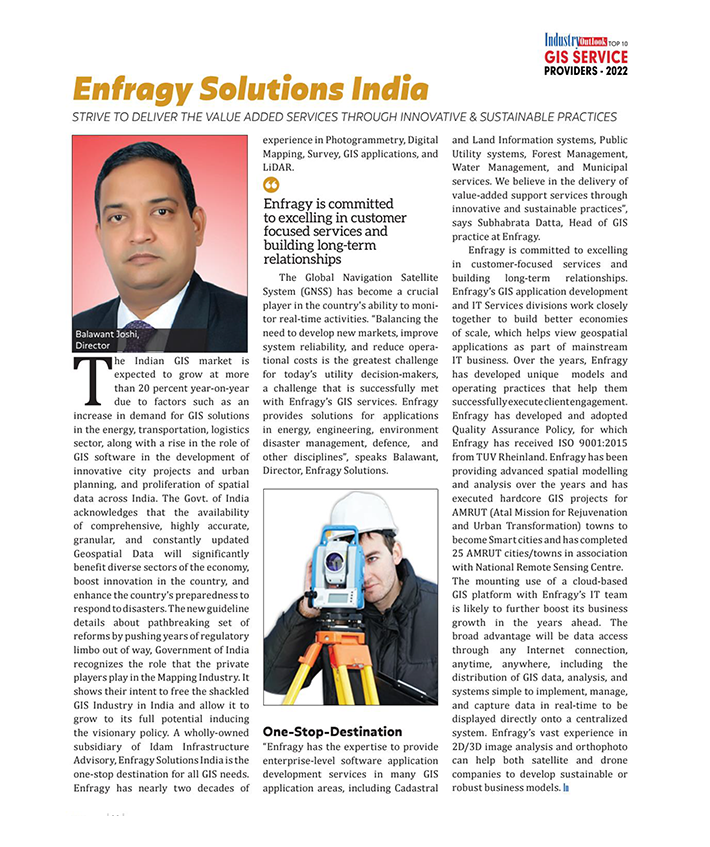 Industry Outlook TOP 10
GIS SERVICE
PROVIDERS - 2022
Enfragy Solutions India
STRIVE TO DELIVER THE VALUE ADDED SERVICES THROUGH INNOVATIVE & SUSTAINABLE PRACTICES
Balawant Joshi,
Director
The Indian GIS market is
expected to grow at more
than 20 percent year-on-year
due to factors such as an
increase in demand for GIS solutions
in the energy, transportation, logistics
sector, along with a rise in the role of
GIS software in the development of
innovative city projects and urban
planning, and proliferation of spatial
data across India. The Govt. of India
acknowledges that the availability
of comprehensive, highly accurate,
granular, and constantly updated
Geospatial Data will significantly
benefit diverse sectors of the economy,
boost innovation in the country, and
enhance the country's preparedness to
respond to disasters. The new guideline
details about pathbreaking set of
reforms by pushing years of regulatory
limbo out of way, Government of India
recognizes the role that the private
players play in the Mapping Industry. It
shows their intent to free the shackled
GIS Industry in India and allow it to
grow to its full potential inducing
the visionary policy. A wholly-owned
subsidiary of Idam Infrastructure
Advisory, Enfragy Solutions India is the
one-stop destination for all GIS needs.
Enfragy has nearly two decades of
experience in Photogrammetry, Digital
Mapping, Survey, GIS applications, and
LiDAR.
Enfragy is committed
to excelling in customer
focused services and
building long-term
relationships
The Global Navigation Satellite
System (GNSS) has become a crucial
player in the country's ability to moni-
tor real-time activities. "Balancing the
need to develop new markets, improve
system reliability, and reduce opera-
tional costs is the greatest challenge
for today's utility decision-makers,
a challenge that is successfully met
with Enfragy's GIS services. Enfragy
provides solutions for applications
in energy, engineering, environment
disaster management, defence, and
other disciplines", speaks Balawant,
Director, Enfragy Solutions.
One-Stop-Destination
"Enfragy has the expertise to provide
enterprise-level software application
development services in many GIS
application areas, including Cadastral
and Land Information systems, Public
Utility systems, Forest Management,
Water Management, and Municipal
services. We believe in the delivery of
value-added support services through
innovative and sustainable practices",
says Subhabrata Datta, Head of GIS
practice at Enfragy.
Enfragy is committed to excelling
in customer-focused services and
building long-term relationships.
Enfragy's GIS application development
and IT Services divisions work closely
together to build better economies
of scale, which helps view geospatial
applications as part of mainstream
IT business. Over the years, Enfragy
has developed unique models and
operating practices that help them
successfully execute client engagement.
Enfragy has developed and adopted
Quality Assurance Policy, for which
Enfragy has received ISO 9001:2015
from TUV Rheinland. Enfragy has been
providing advanced spatial modelling
and analysis over the years and has
executed hardcore GIS projects for
AMRUT (Atal Mission for Rejuvenation
and Urban Transformation) towns to
become Smart cities and has completed
25 AMRUT cities/towns in association
with National Remote Sensing Centre.
The mounting use of a cloud-based
GIS platform with Enfragy's IT team
is likely to further boost its business
growth in the years ahead. The
broad advantage will be data access
through any Internet connection,
anytime, anywhere, including the
distribution of GIS data, analysis, and
systems simple to implement, manage,
and capture data in real-time to be
displayed directly onto a centralized
system. Enfragy's vast experience in
2D/3D image analysis and orthophoto
can help both satellite and drone
companies to develop sustainable or
robust business models.